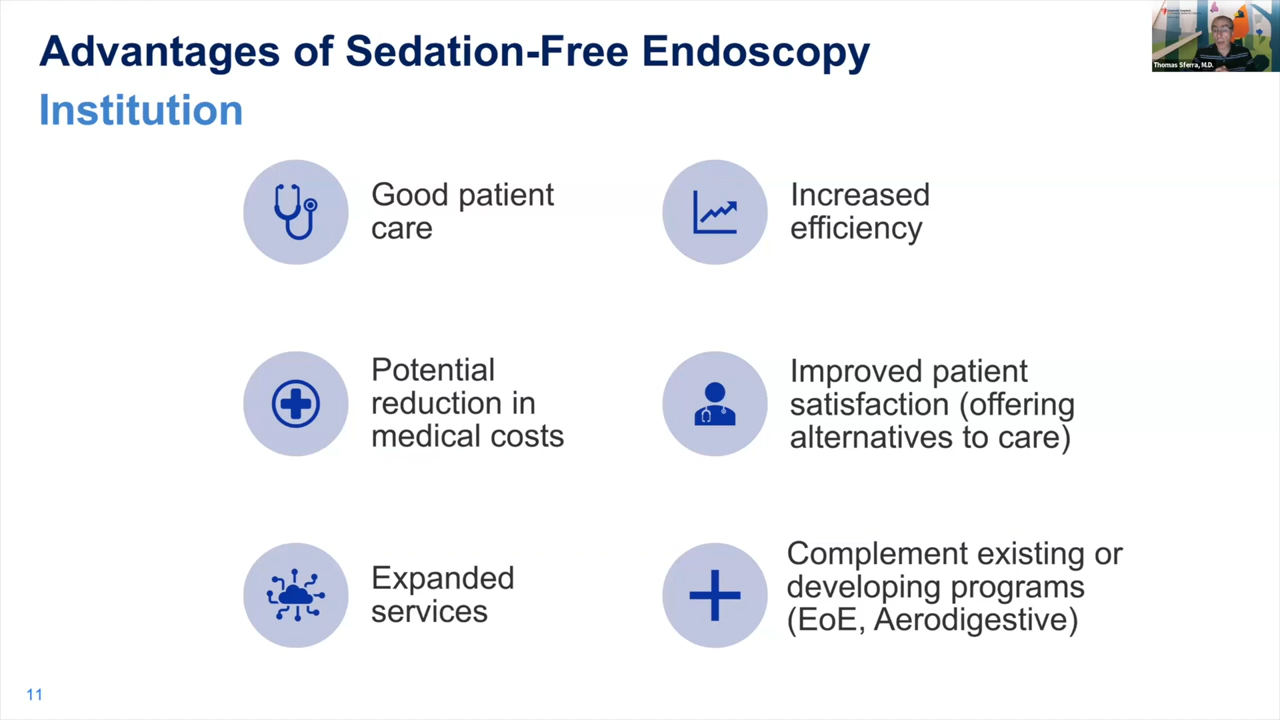 Advantages of Sedation-Free Endoscopy
Institution
Good patient
care
Increased
efficiency
Potential
reduction in
medical costs
Improved patient
satisfaction (offering
alternatives to care)
Expanded
services
Complement existing or
developing programs
(EoE, Aerodigestive)
11
Thomas Sferra, M.D.